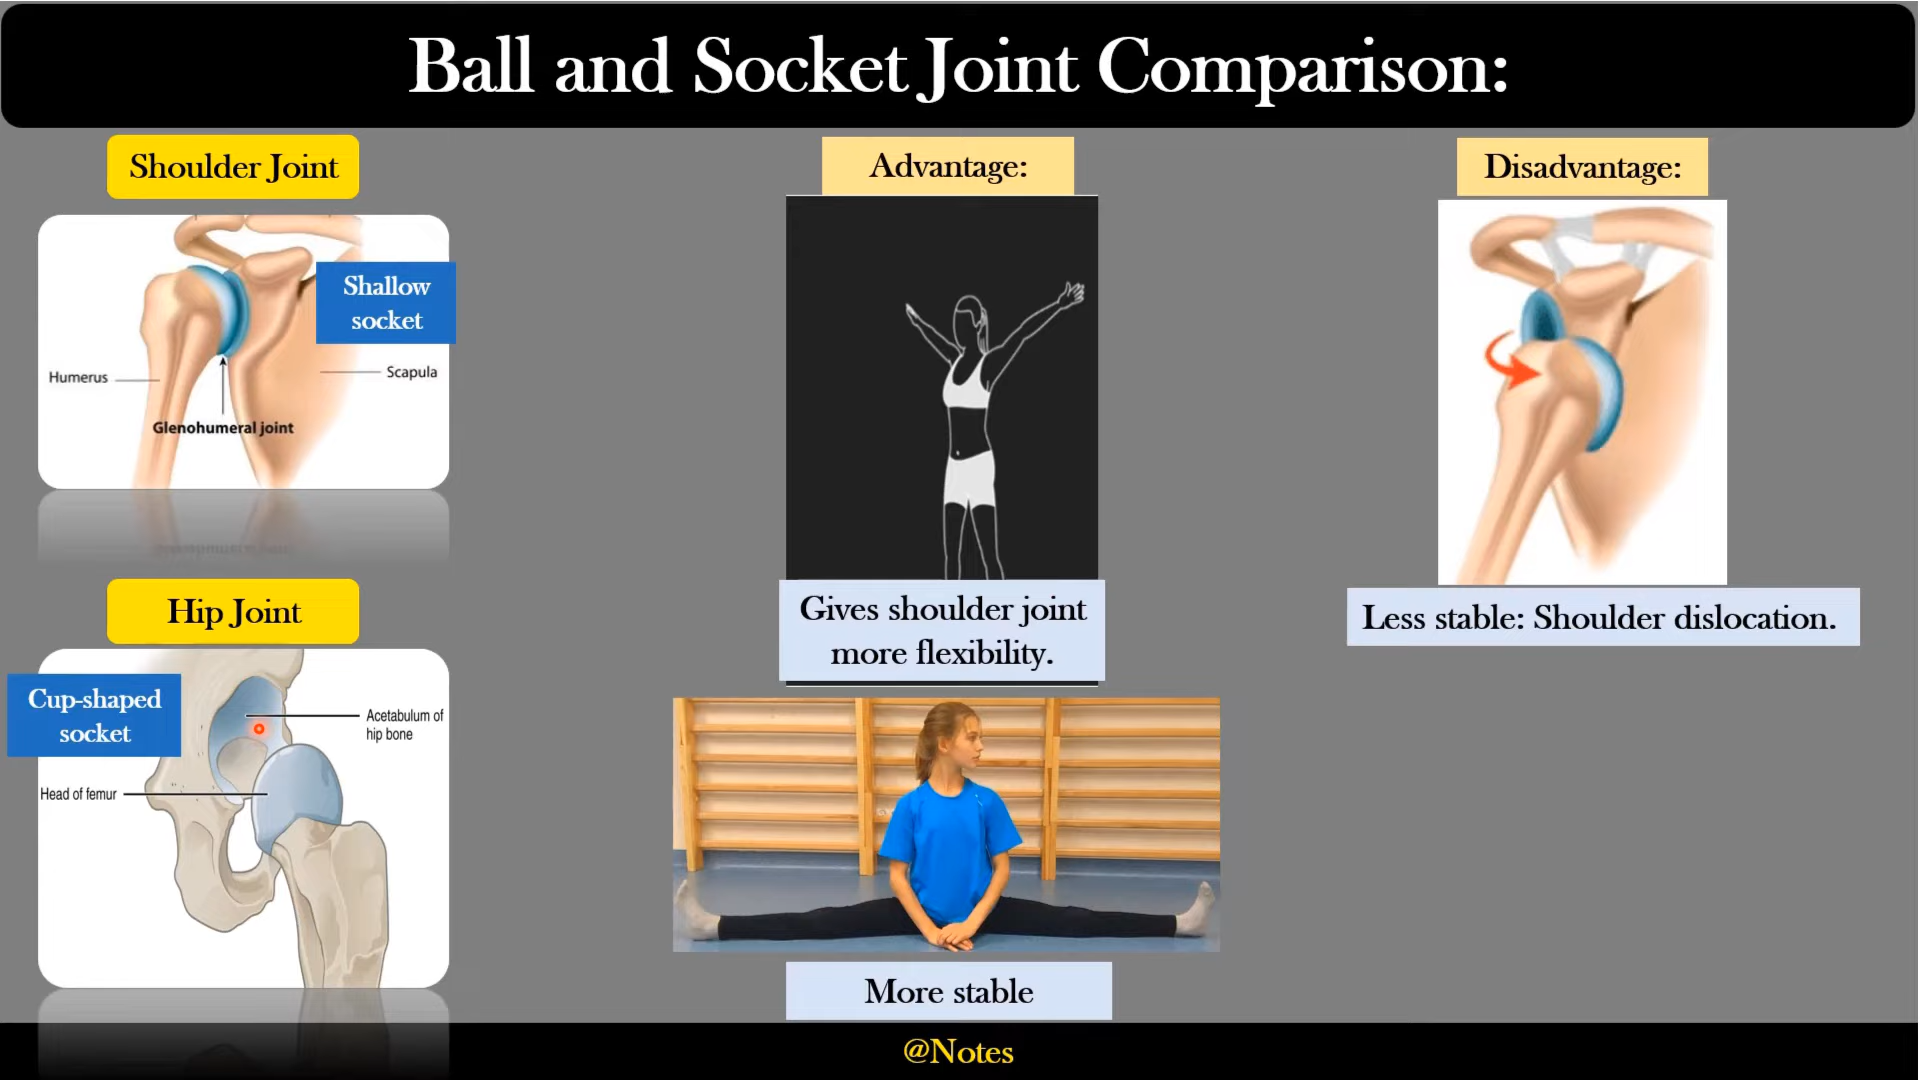 Ball and Socket Joint Comparison:
Shoulder Joint
Advantage:
Disadvantage:
Shallow
socket
Humerus
Scapula
Glenohumeral joint
Gives shoulder joint
more flexibility.
Less stable: Shoulder dislocation.
Hip Joint
Cup-shaped
socket
Acetabulum of
hip bone
Head of femur
More stable
@Notes